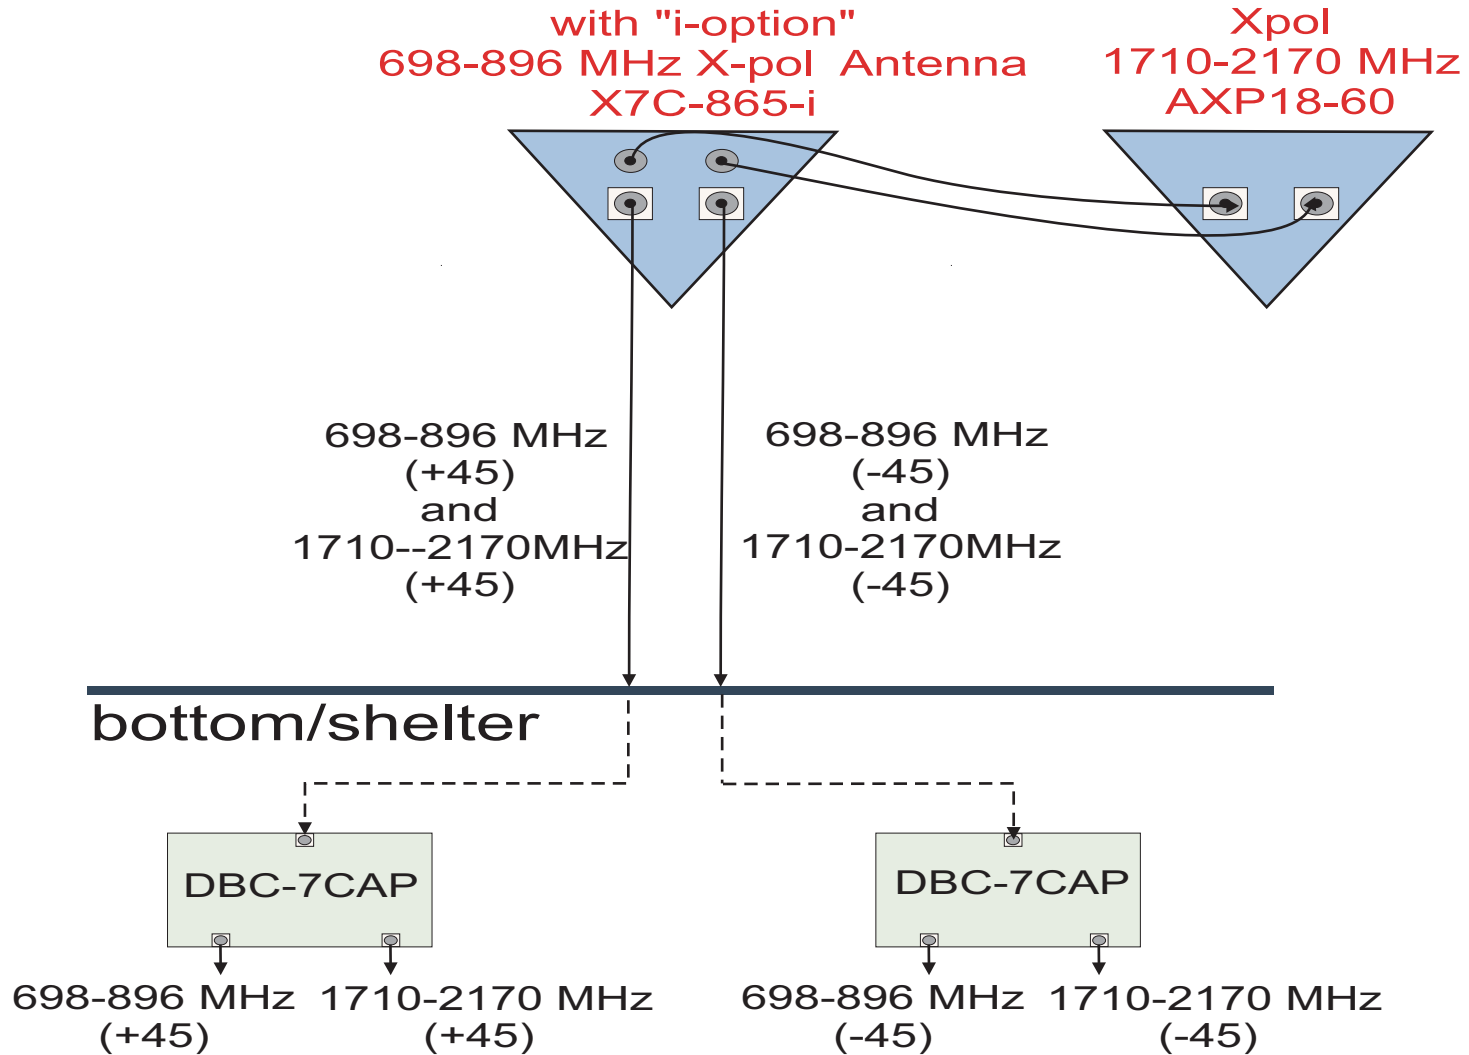 with "i-option"
698-896 MHz X-pol Antenna
X7C-865-i
Xpol
1710-2170 MHz
AXP18-60
698-896 MHz
(+45)
and
1710--2170MHz
(+45)
698-896 MHz
(-45)
and
1710-2170MHz
(-45)
bottom/shelter
DBC-7CAP
DBC-7CAP
698-896 MHz
(+45)
1710-2170 MHz
(+45)
698-896 MHz
(-45)
1710-2170 MHz
(-45)